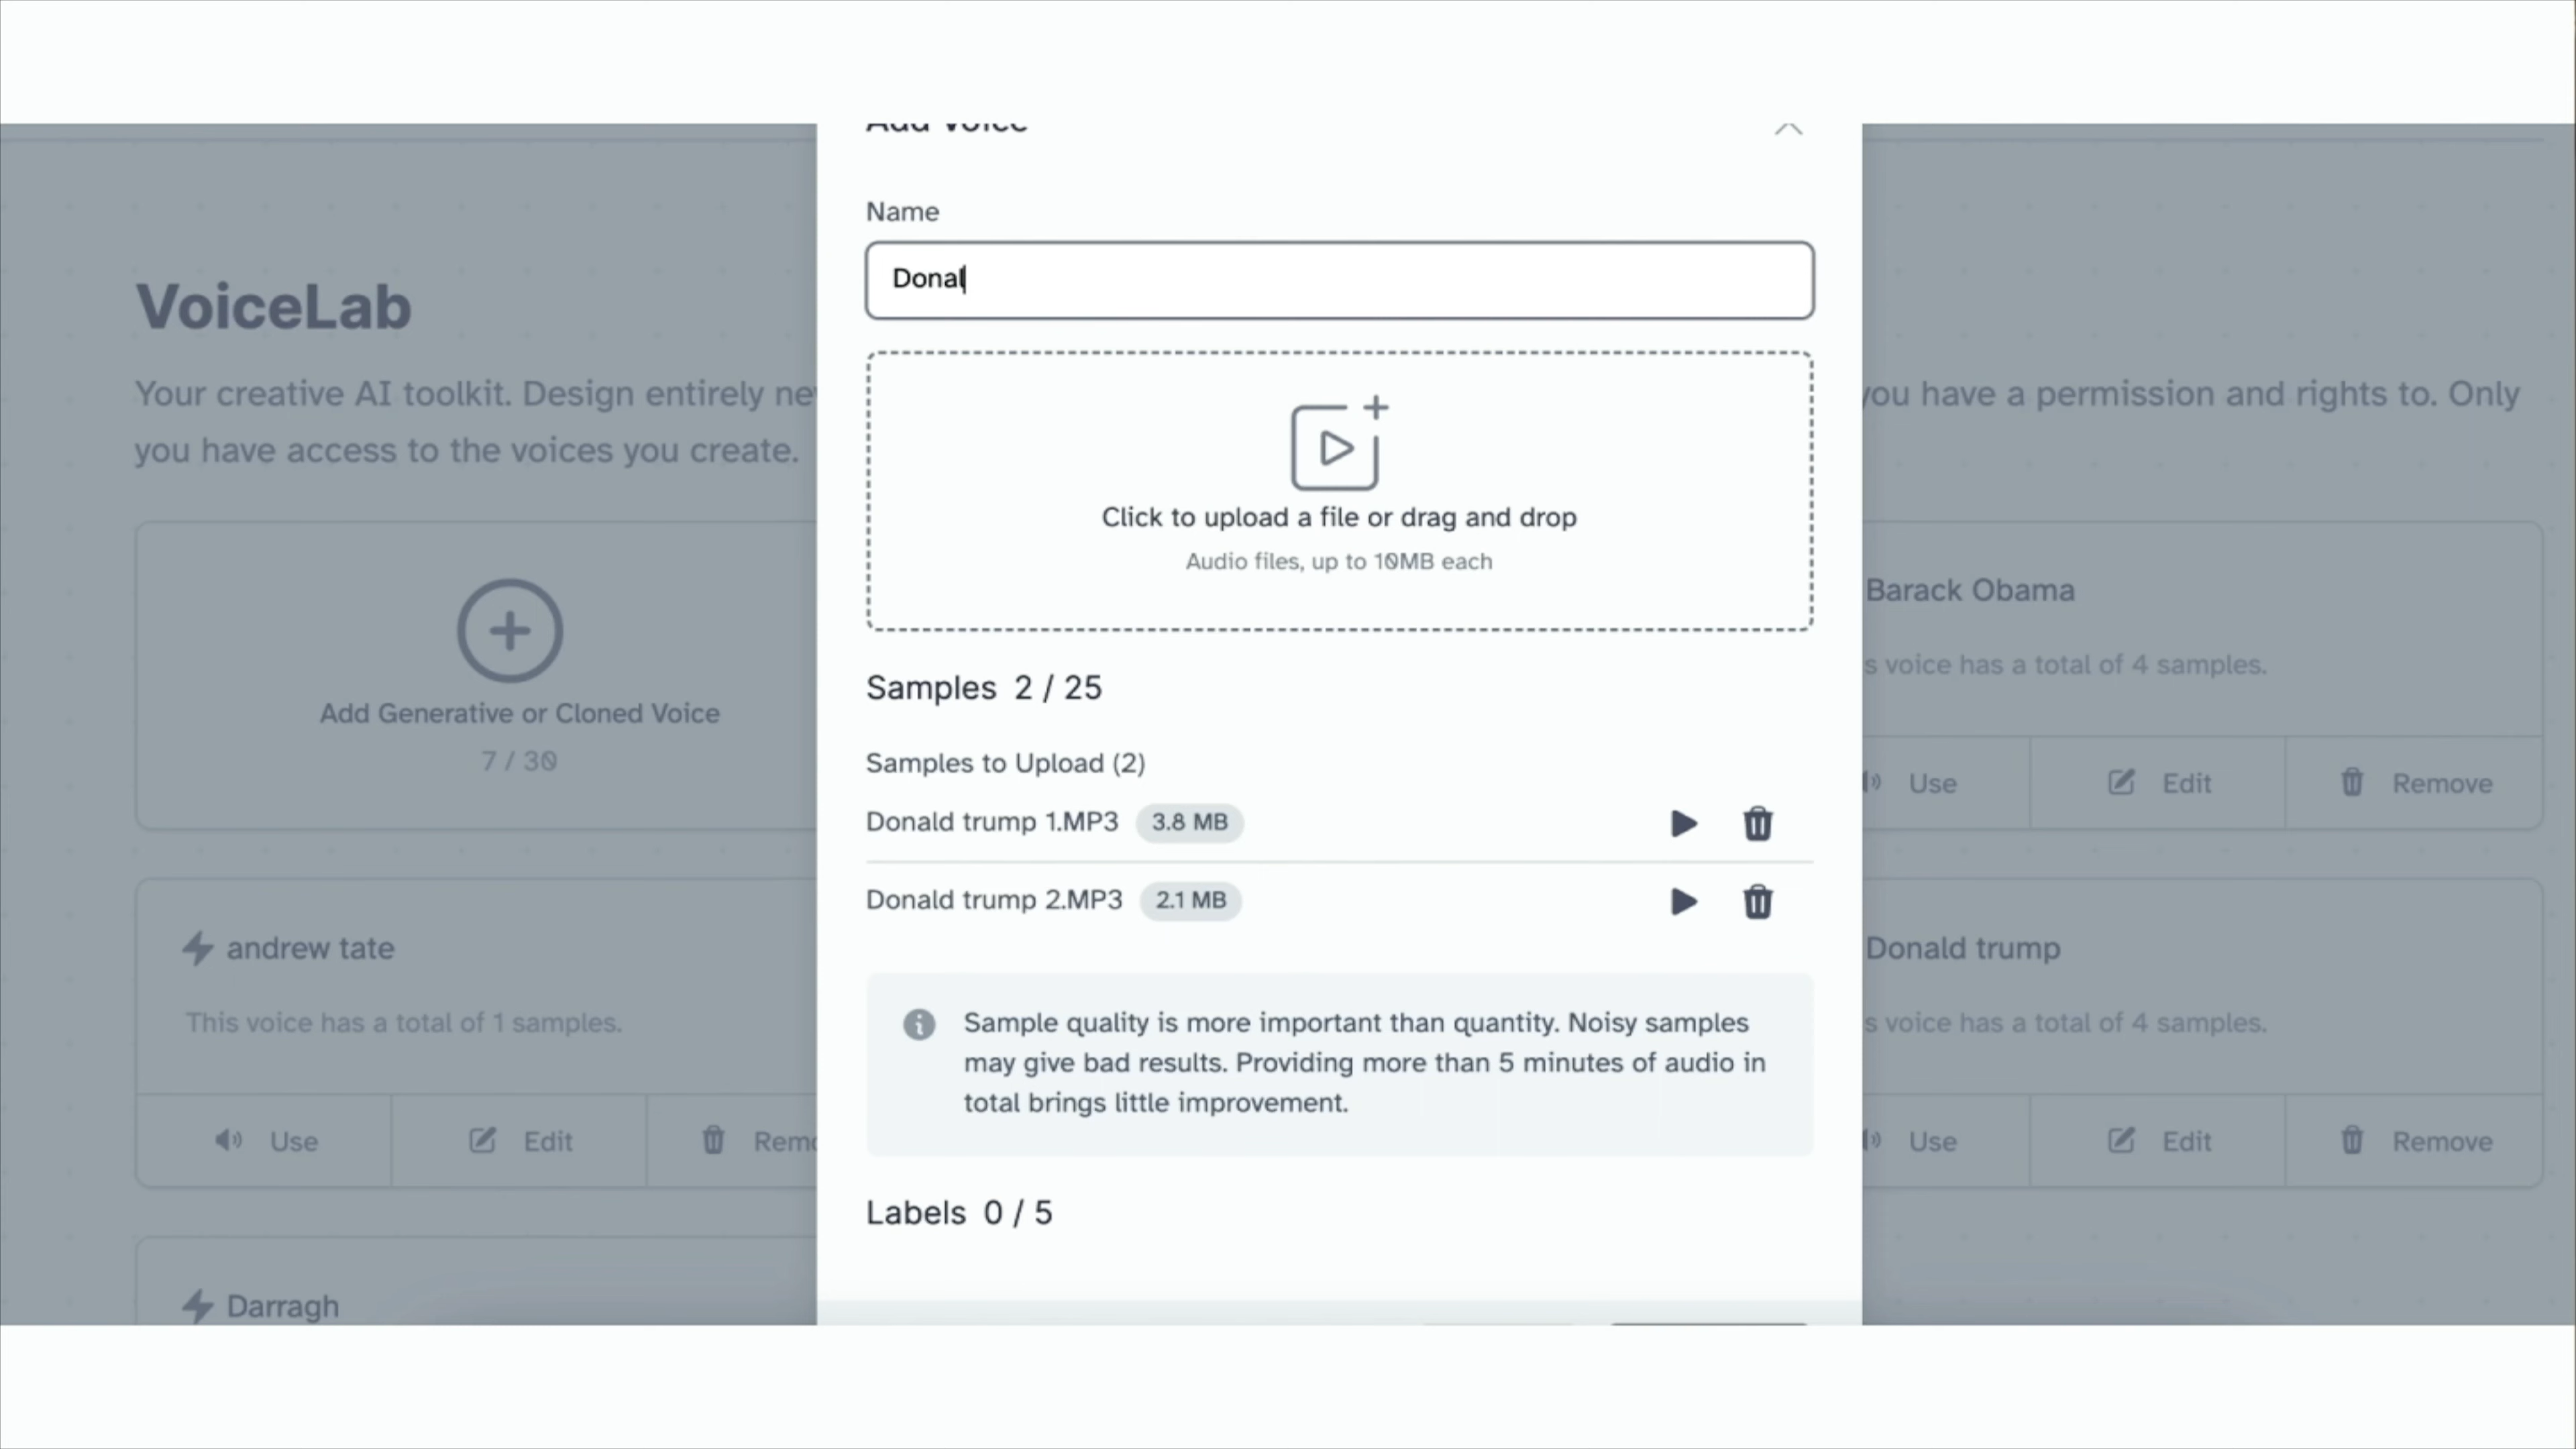 Add Voice
Name
Donal
Click to upload a file or drag and drop
Audio files, up to 10MB each
Samples 2 / 25
Samples to Upload (2)
Donald trump 1.MP3 3.8 MB
Donald trump 2.MP3 2.1 MB
Sample quality is more important than quantity. Noisy samples
may give bad results. Providing more than 5 minutes of audio in
total brings little improvement.
Labels 0 / 5
VoiceLab
Your creative AI toolkit. Design entirely
you have a permission and rights to. Only
you have access to the voices you create.
Add Generative or Cloned Voice
7 / 30
Barack Obama
voice has a total of 4 samples.
Use Edit Remove
andrew tate
This voice has a total of 1 samples.
Use Edit
Donald trump
voice has a total of 4 samples.
Use Edit Remove
Darragh